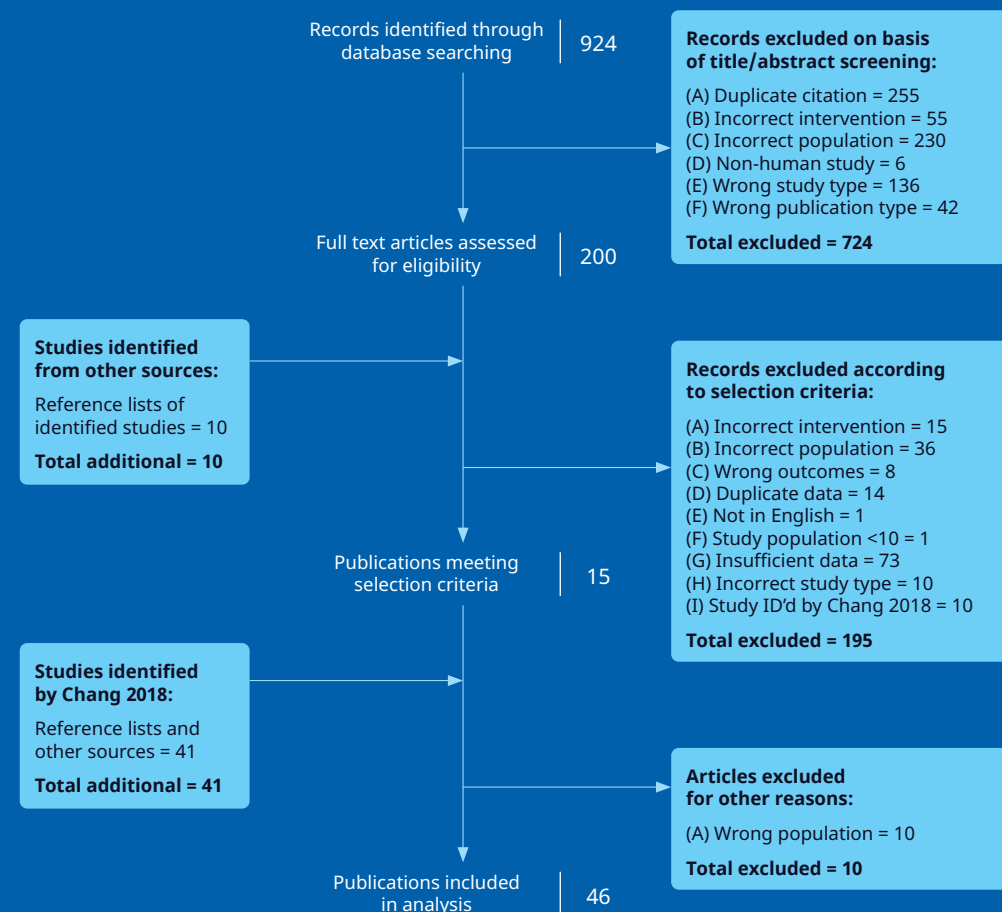 Records identified through
database searching
924
Records excluded on basis
of title/abstract screening:
(A) Duplicate citation = 255
(B) Incorrect intervention = 55
(C) Incorrect population = 230
(D) Non-human study = 6
(E) Wrong study type = 136
(F) Wrong publication type = 42
Total excluded = 724
Full text articles assessed
for eligibility
200
Studies identified
from other sources:
Reference lists of
identified studies = 10
Total additional = 10
Records excluded according
to selection criteria:
(A) Incorrect intervention = 15
(B) Incorrect population = 36
(C) Wrong outcomes = 8
(D) Duplicate data = 14
(E) Not in English = 1
(F) Study population <10 = 1
(G) Insufficient data = 73
(H) Incorrect study type = 10
(I) Study ID’d by Chang 2018 = 10
Total excluded = 195
Publications meeting
selection criteria
15
Studies identified
by Chang 2018:
Reference lists and
other sources = 41
Total additional = 41
Articles excluded
for other reasons:
(A) Wrong population = 10
Total excluded = 10
Publications included
in analysis
46